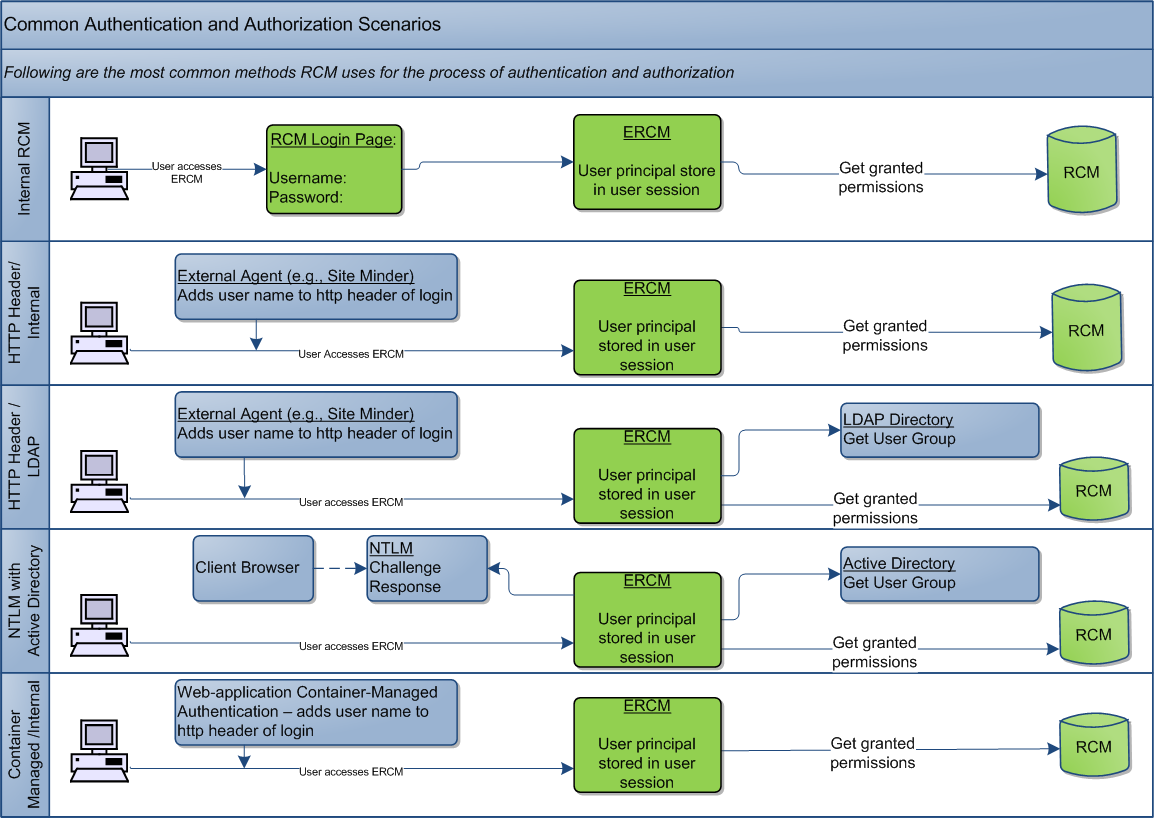 Common Authentication and Authorization Scenarios
Following are the most common methods RCM uses for the process of authentication and authorization
Internal RCM
User accesses
ERCM
RCM Login Page:
Username:
Password:
ERCM
User principal store
in user session
Get granted
permissions
RCM
HTTP Header/
Internal
External Agent (e.g., Site Minder)
Adds user name to http header of login
User Accesses ERCM
ERCM
User principal
stored in user
session
Get granted
permissions
RCM
HTTP Header /
LDAP
External Agent (e.g., Site Minder)
Adds user name to http header of login
User accesses ERCM
ERCM
User principal
stored in user
session
LDAP Directory
Get User Group
Get granted
permissions
RCM
NTLM with
Active Directory
Client Browser
NTLM
Challenge
Response
User accesses ERCM
ERCM
User principal
stored in user
session
Active Directory
Get User Group
Get granted
permissions
RCM
Container
Managed /Internal
Web-application Container-Managed
Authentication – adds user name to
http header of login
User accesses ERCM
ERCM
User principal
stored in user
session
Get granted
permissions
RCM